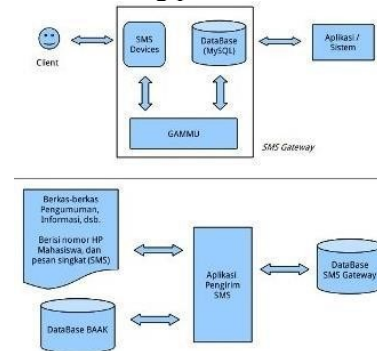 SMS
Devices
DataBase
(MySQL)
Aplikasi /
Sistem
Client
GAMMU
SMS Gateway
Berkas-berkas
Pengumuman,
Informasi, dsb.
Berisi nomor HP
Mahasiswa, dan
pesan singkat (SMS)
Aplikasi
Pengirim
SMS
DataBase
SMS Gateway
DataBase BAAK